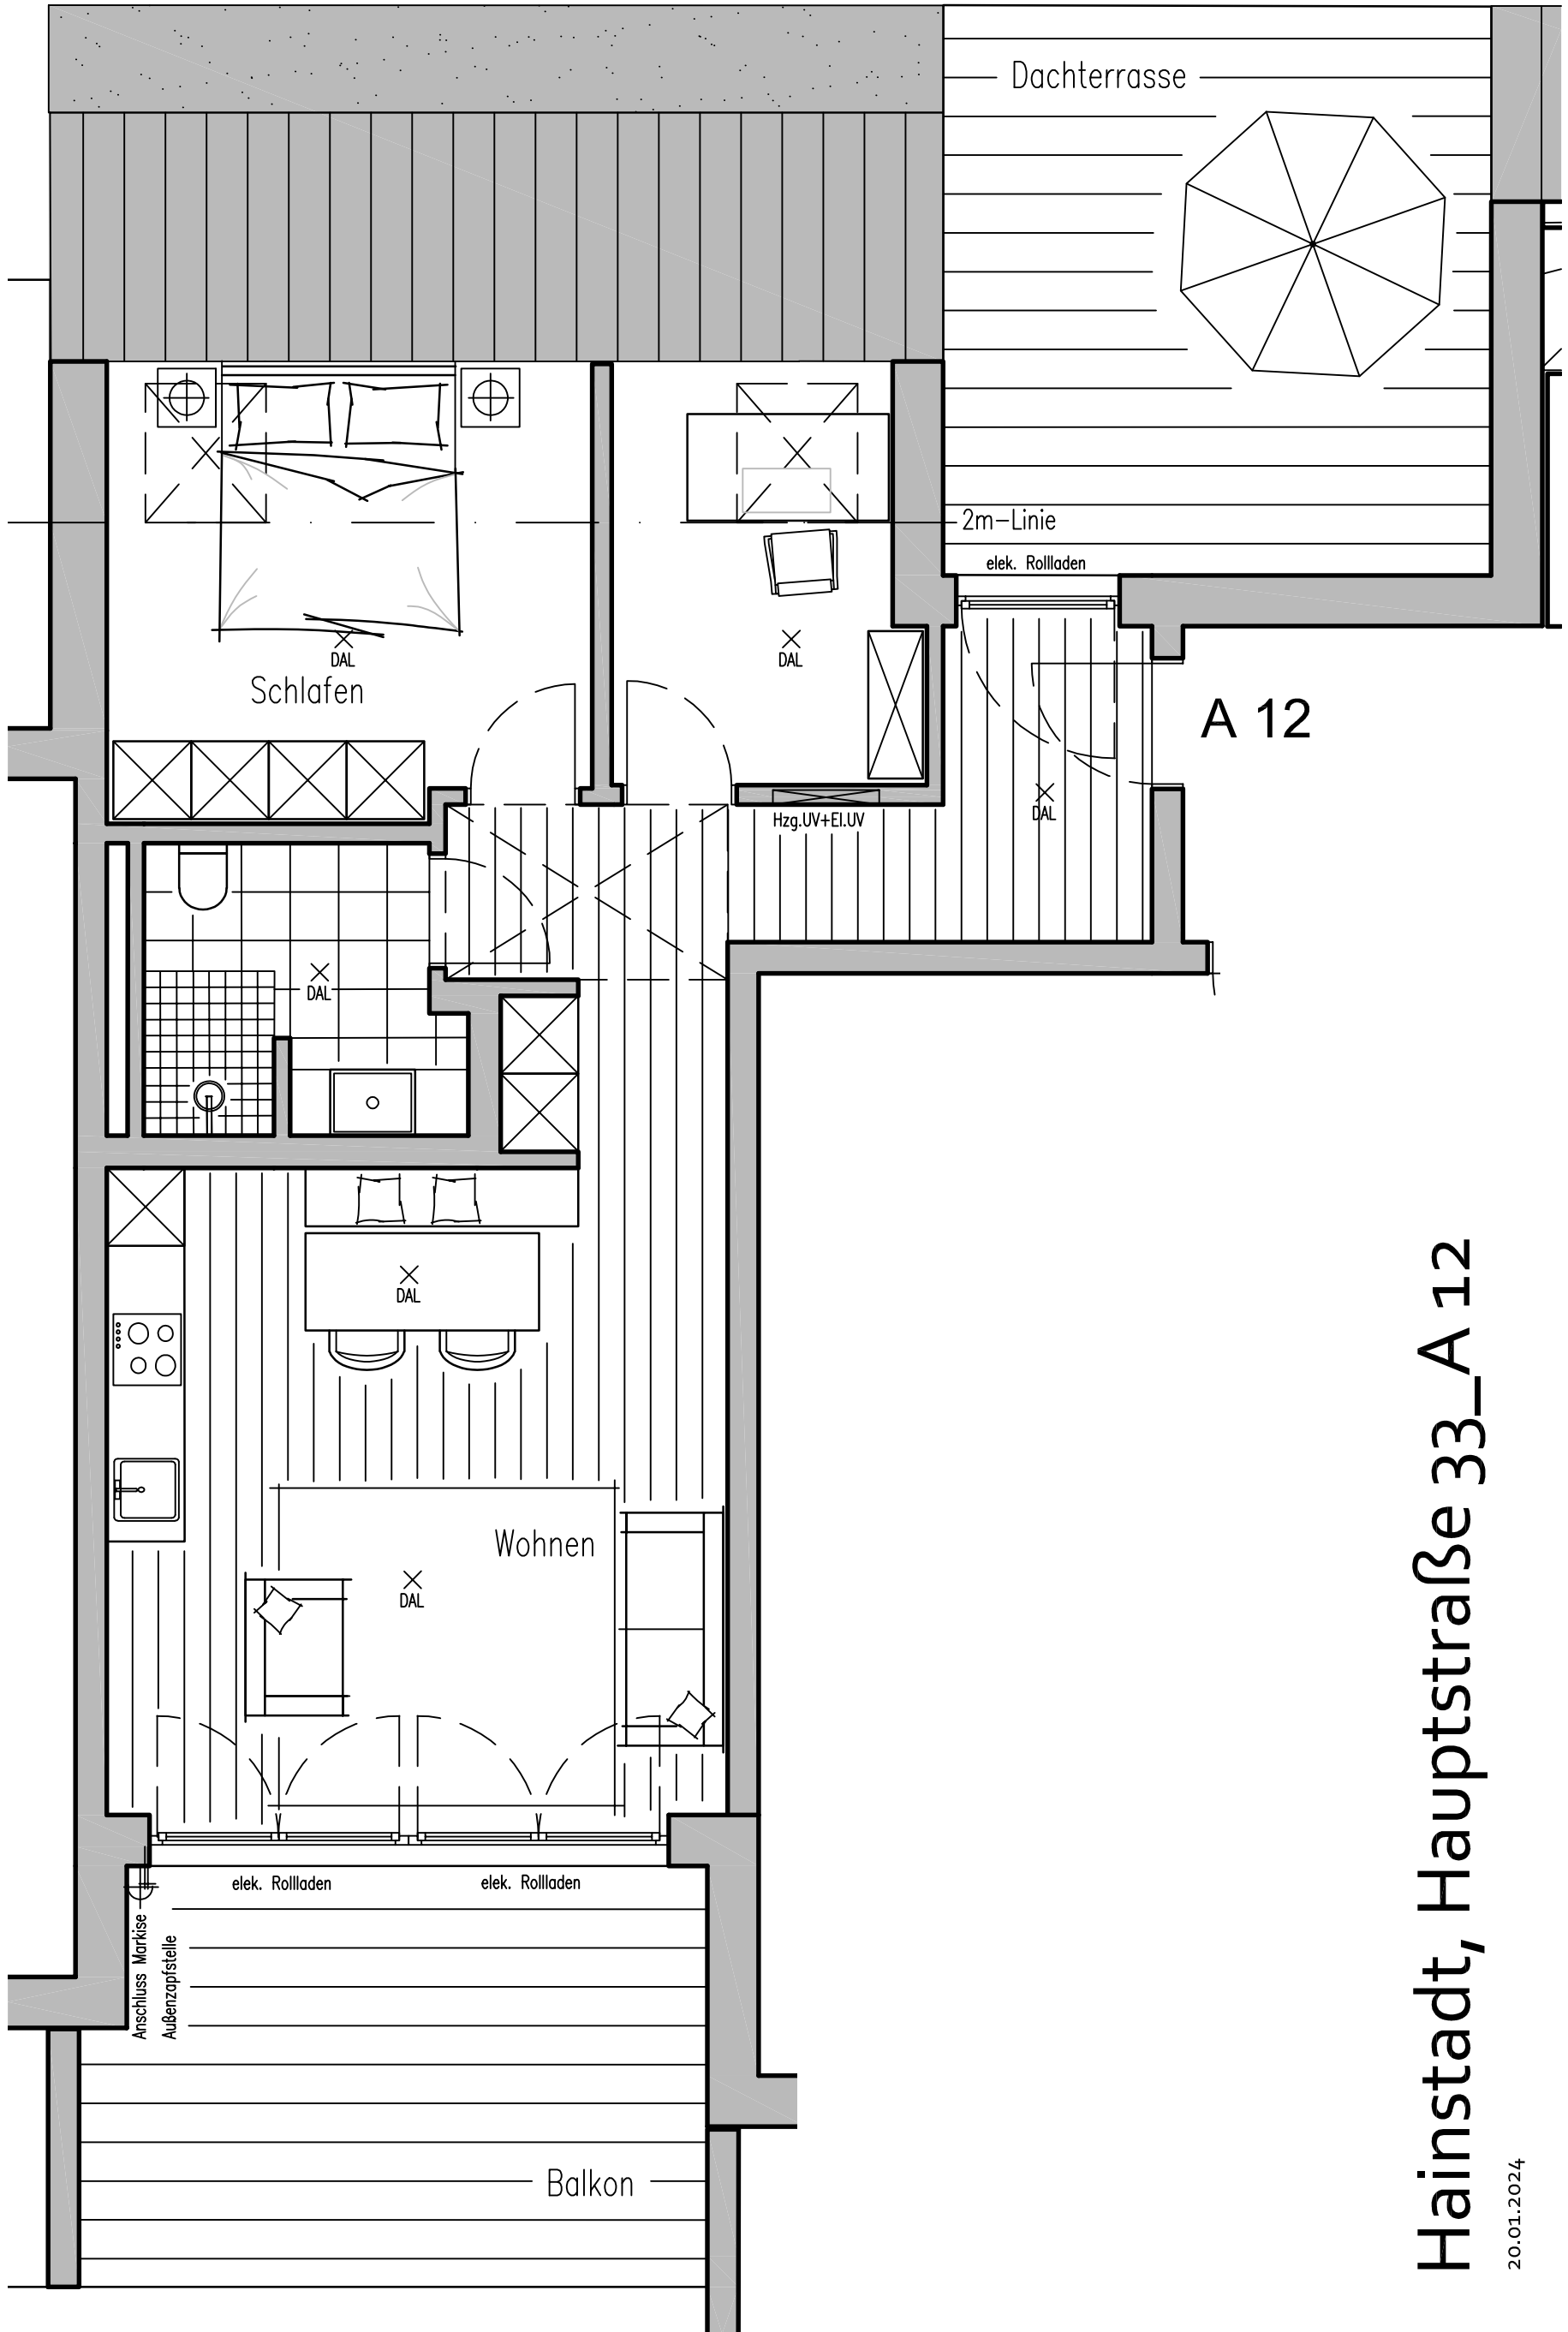 Dachterrasse
2m-Linie
elek. Rollladen
DAL
DAL
Schlafen
A 12
DAL
Hzg.UV+El.UV
DAL
DAL
Wohnen
DAL
elek. Rollladen
elek. Rollladen
Anschluss Markise
Außenzapfstelle
Balkon
Hainstadt, Hauptstraße 33_A 12
20.01.2024